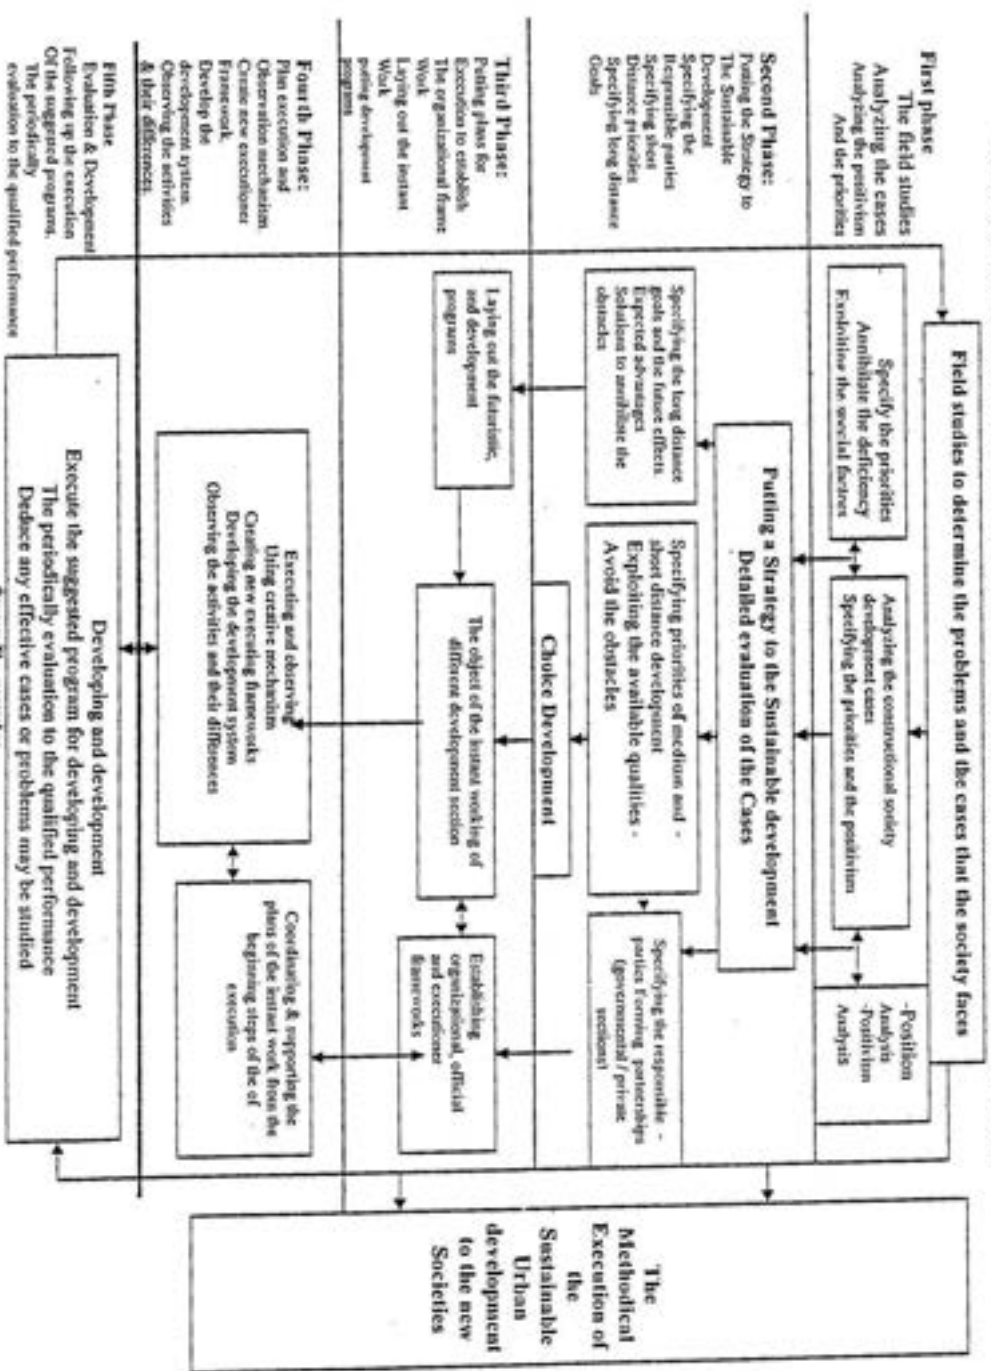 First phase
The field studies
Analyzing the cases
Analyzing the positivism
And the priorities
Second Phase:
Putting the Strategy to
The Sustainable
Development
Specifying the
Responsible parties
Specifying short
Distance priorities
Specifying long distance
Goals
Third Phase:
Putting plans for
Execution to establish
The organizational frame
Work
Laying out the instant
Work
putting development
programs
Fourth Phase:
Plan execution and
Observation mechanism
Create new executioner
Framework.
Develop the
development system.
Observing the activities
& their differences.
Fifth Phase
Evaluation & Development
Following up the execution
Of the suggested programs.
The periodically
evaluation to the qualified performance
Field studies to determine the problems and the cases that the society faces
Specify the priorities
Annihilate the deficiency
the social factors
Analyzing the constructional society
development cases
Specifying the priorities and the positivism
-Position
Analysis
-Positivism
Analysis
Putting a Strategy to the Sustainable development
Detailed evaluation of the Cases
Specifying the long distance
goals and the future effects.
Expected advantages
Solutions to annihilate the
obstacles
Specifying priorities of medium and -
short distance development
Exploiting the available qualities -
Avoid the obstacles
Specifying the responsible -
parties Forming partnerships
(governmental / private
sections)
Choice Development
Laying out the futuristic,
and development
programs
The object of the instant working of
different development section
Establishing
organizational, official
and executioner
frameworks
Executing and observing
Using creative mechanism
Creating new executing frameworks
Developing the development system
Observing the activities and their differences
Coordinating & supporting the
plans of the instant work from the
beginning steps of the of
execution
Developing and development
Execute the suggested program for developing and development
The periodically evaluation to the qualified performance
Deduce any effective cases or problems may be studied
The
Methodical
Execution of
the
Sustainable
Urban
development
to the new
Societies